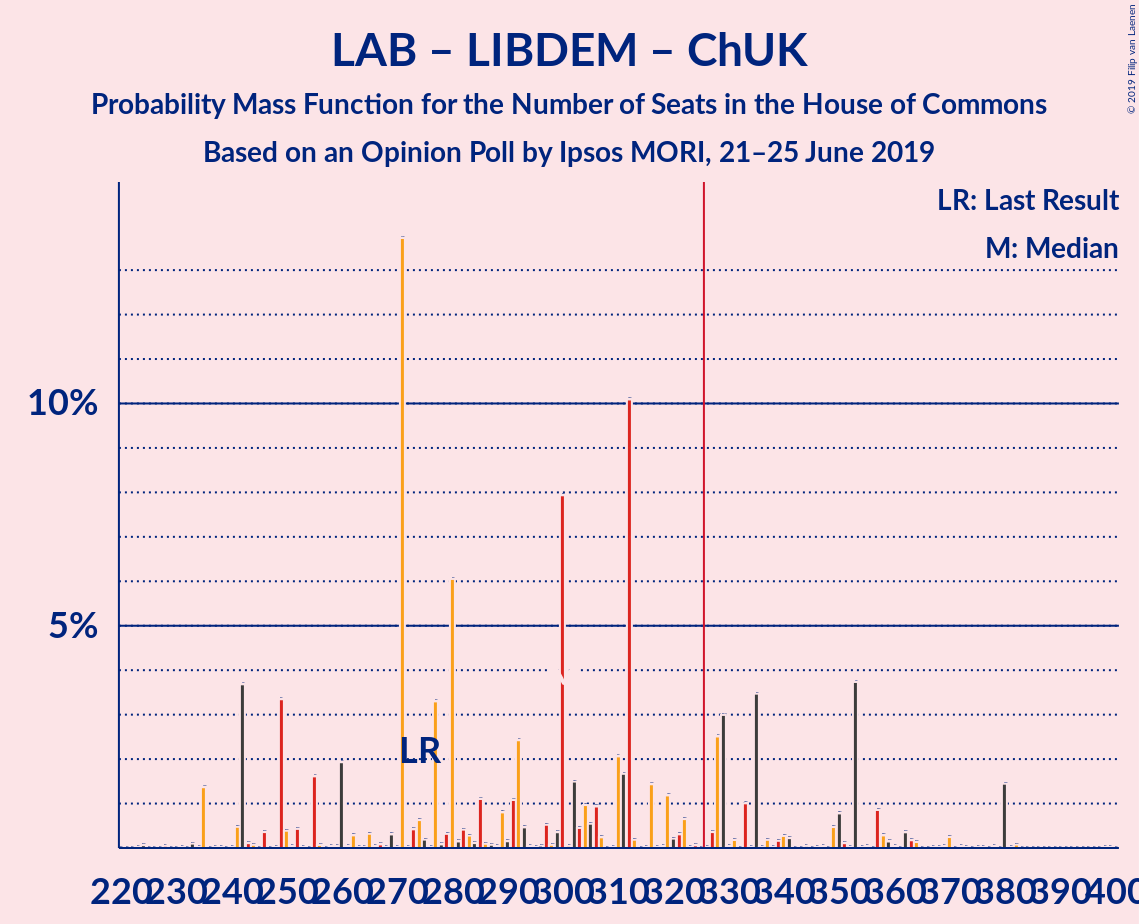 LAB – LIBDEM – ChUK
Probability Mass Function for the Number of Seats in the House of Commons
Based on an Opinion Poll by Ipsos MORI, 21–25 June 2019
© 2019 Filip van Laenen
LR: Last Result
M: Median
10%
5%
LR
M
220 230 240 250 260 270 280 290 300 310 320 330 340 350 360 370 380 390 400